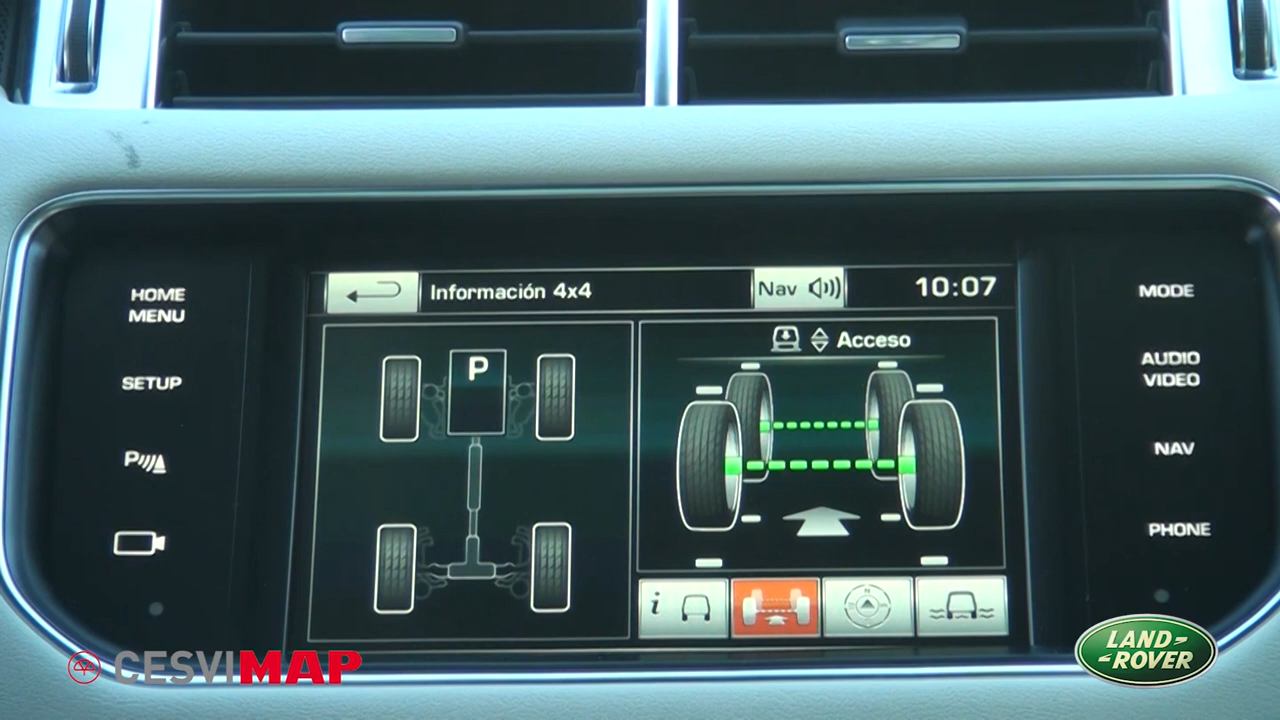 HOME
MENU
SETUP
P
Información 4x4
Nav
10:07
P
Acceso
i
N
MODE
AUDIO
VIDEO
NAV
PHONE
CESVIMAP
LAND-
-ROVER